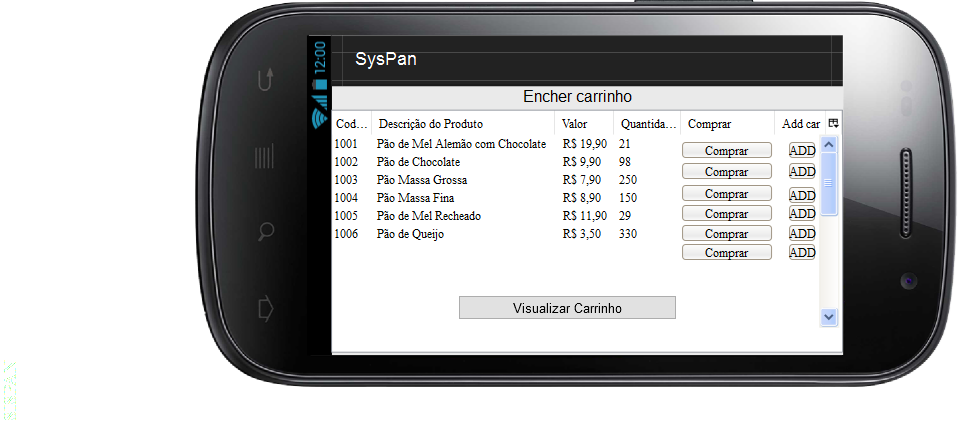 12:00
SysPan
Encher carrinho
Cod... Descrição do Produto Valor Quantida... Comprar Add car
1001 Pão de Mel Alemão com Chocolate R$ 19,90 21 Comprar ADD
1002 Pão de Chocolate R$ 9,90 98 Comprar ADD
1003 Pão Massa Grossa R$ 7,90 250 Comprar ADD
1004 Pão Massa Fina R$ 8,90 150 Comprar ADD
1005 Pão de Mel Recheado R$ 11,90 29 Comprar ADD
1006 Pão de Queijo R$ 3,50 330 Comprar ADD
Visualizar Carrinho